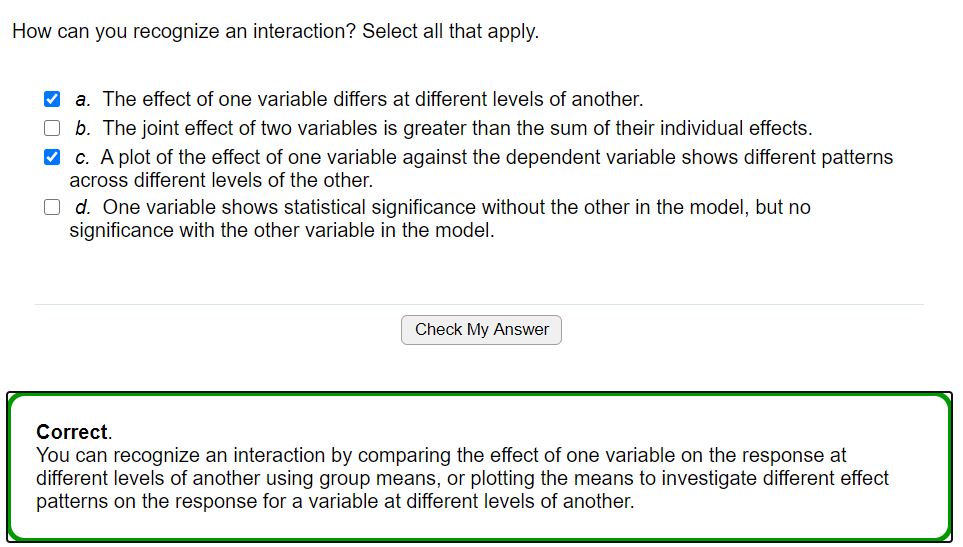 How can you recognize an interaction? Select all that apply.
a. The effect of one variable differs at different levels of another.
b. The joint effect of two variables is greater than the sum of their individual effects.
c. A plot of the effect of one variable against the dependent variable shows different patterns
across different levels of the other.
d. One variable shows statistical significance without the other in the model, but no
significance with the other variable in the model.
Check My Answer
Correct.
You can recognize an interaction by comparing the effect of one variable on the response at
different levels of another using group means, or plotting the means to investigate different effect
patterns on the response for a variable at different levels of another.